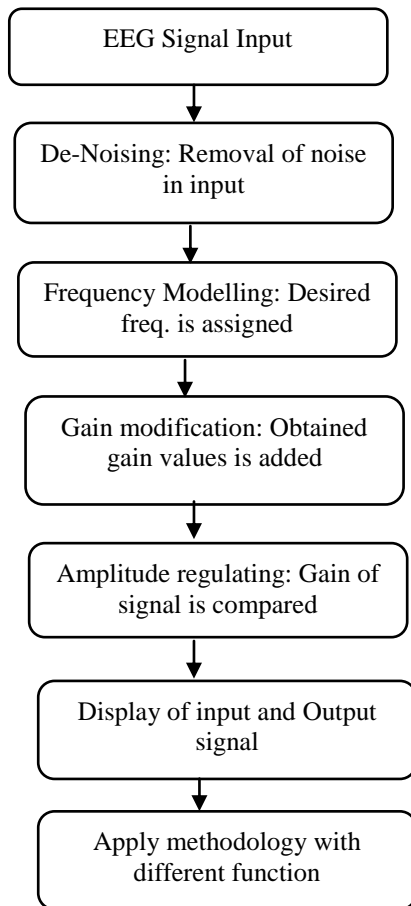 EEG Signal Input
De-Noising: Removal of noise
in input
Frequency Modelling: Desired
freq. is assigned
Gain modification: Obtained
gain values is added
Amplitude regulating: Gain of
signal is compared
Display of input and Output
signal
Apply methodology with
different function